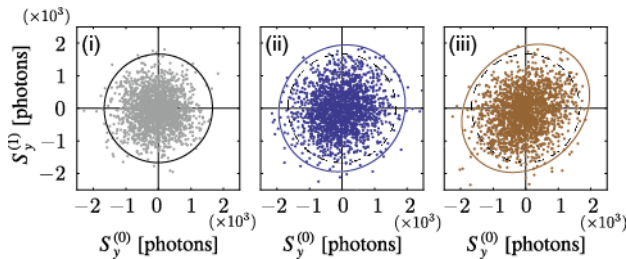 (×10³)
(i) (ii) (iii)
2
1
0
−1
−2
S_y^(1) [photons]
−2 −1 0 1 2 −2 −1 0 1 2 −2 −1 0 1 2
(×10³) (×10³) (×10³)
S_y^(0) [photons] S_y^(0) [photons] S_y^(0) [photons]